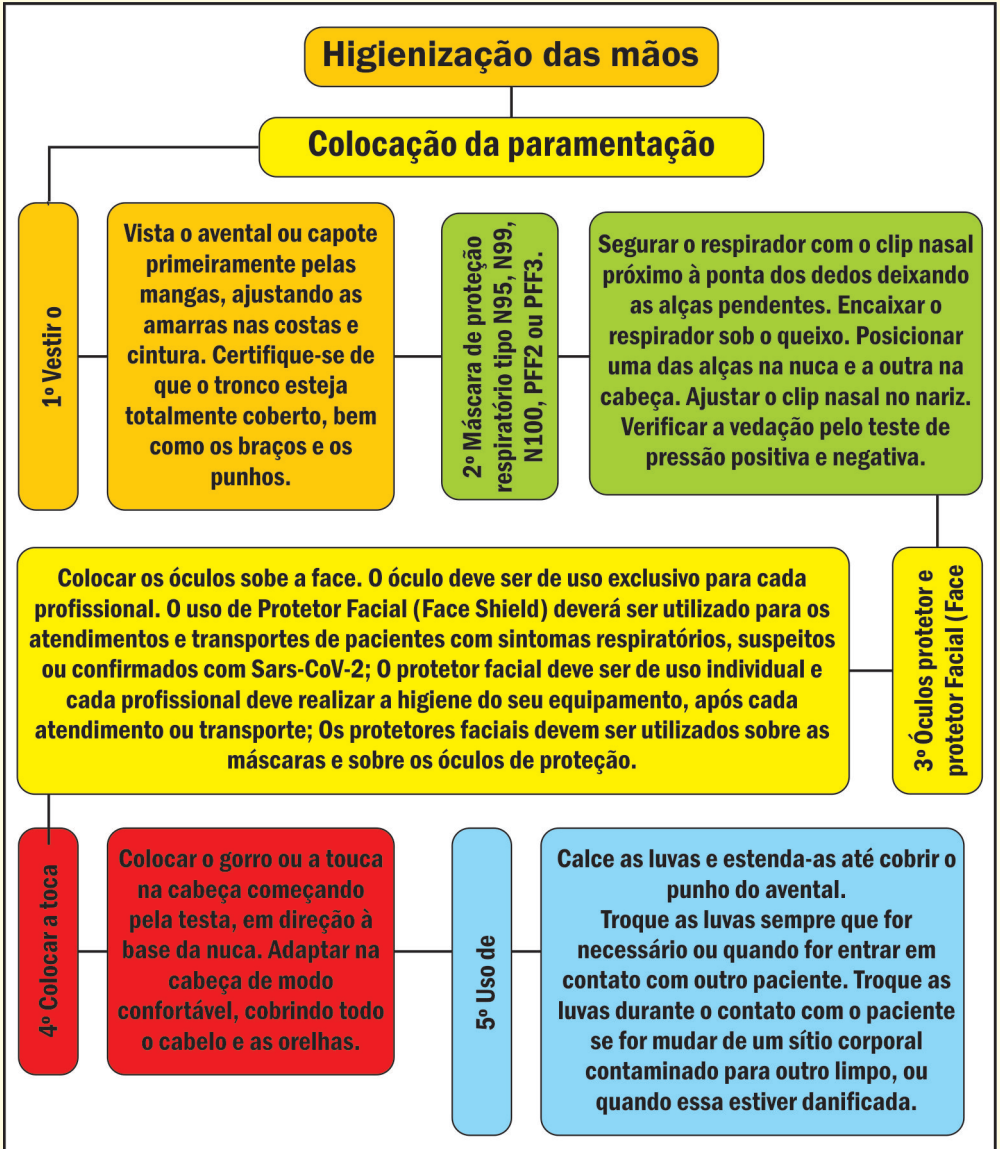 Higienização das mãos
Colocação da paramentação
1º Vestir o
Vista o avental ou capote
primeiramente pelas
mangas, ajustando as
amarras nas costas e
cintura. Certifique-se de
que o tronco esteja
totalmente coberto, bem
como os braços e os
punhos.
2º Máscara de proteção
respiratório tipo N95, N99,
N100, PFF2 ou PFF3.
Segurar o respirador com o clip nasal
próximo à ponta dos dedos deixando
as alças pendentes. Encaixar o
respirador sob o queixo. Posicionar
uma das alças na nuca e a outra na
cabeça. Ajustar o clip nasal no nariz.
Verificar a vedação pelo teste de
pressão positiva e negativa.
3º Óculos protetor e
protetor Facial (Face
Colocar os óculos sobe a face. O óculo deve ser de uso exclusivo para cada
profissional. O uso de Protetor Facial (Face Shield) deverá ser utilizado para os
atendimentos e transportes de pacientes com sintomas respiratórios, suspeitos
ou confirmados com Sars-CoV-2; O protetor facial deve ser de uso individual e
cada profissional deve realizar a higiene do seu equipamento, após cada
atendimento ou transporte; Os protetores faciais devem ser utilizados sobre as
máscaras e sobre os óculos de proteção.
4º Colocar a toca
Colocar o gorro ou a touca
na cabeça começando
pela testa, em direção à
base da nuca. Adaptar na
cabeça de modo
confortável, cobrindo todo
o cabelo e as orelhas.
5º Uso de
Calce as luvas e estenda-as até cobrir o
punho do avental.
Troque as luvas sempre que for
necessário ou quando for entrar em
contato com outro paciente. Troque as
luvas durante o contato com o paciente
se for mudar de um sítio corporal
contaminado para outro limpo, ou
quando essa estiver danificada.